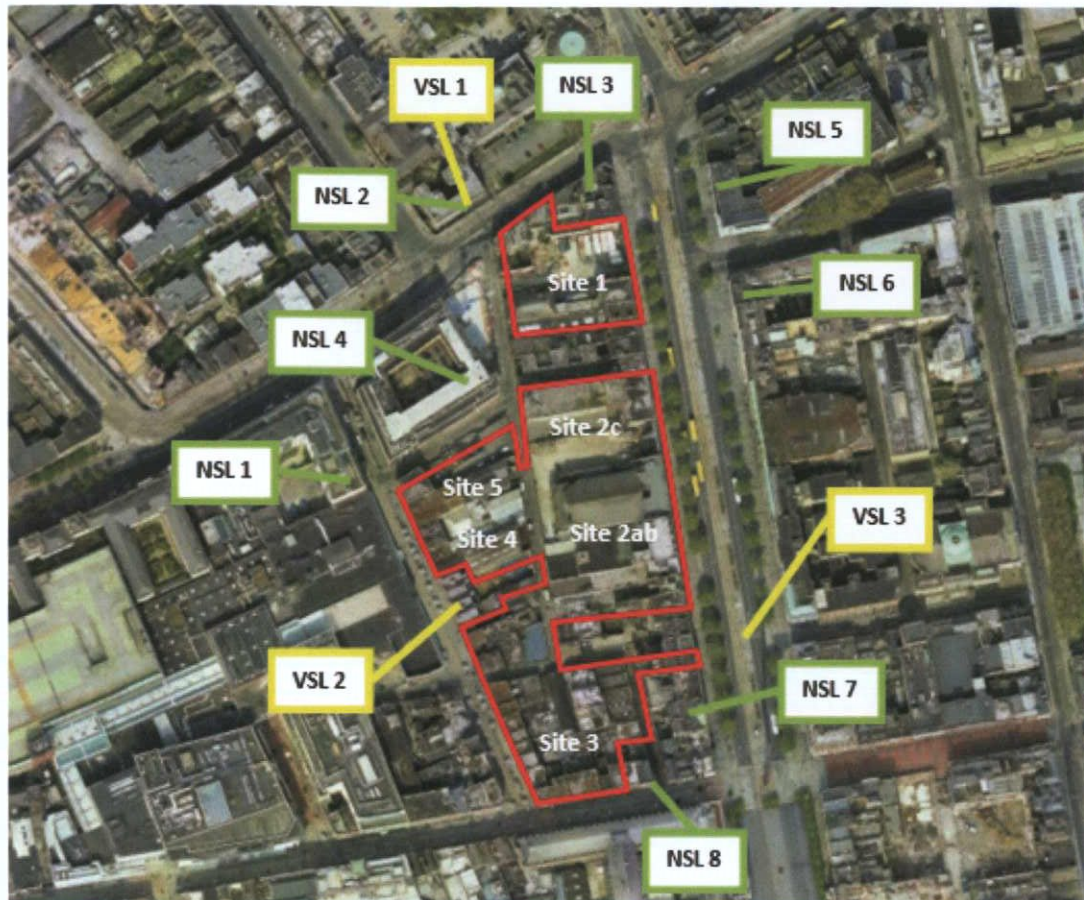 VSL 1
NSL 3
NSL 5
NSL 2
Site 1
NSL 6
NSL 4
Site 2c
NSL 1
Site 5
VSL 3
Site 4
Site 2ab
VSL 2
NSL 7
Site 3
NSL 8